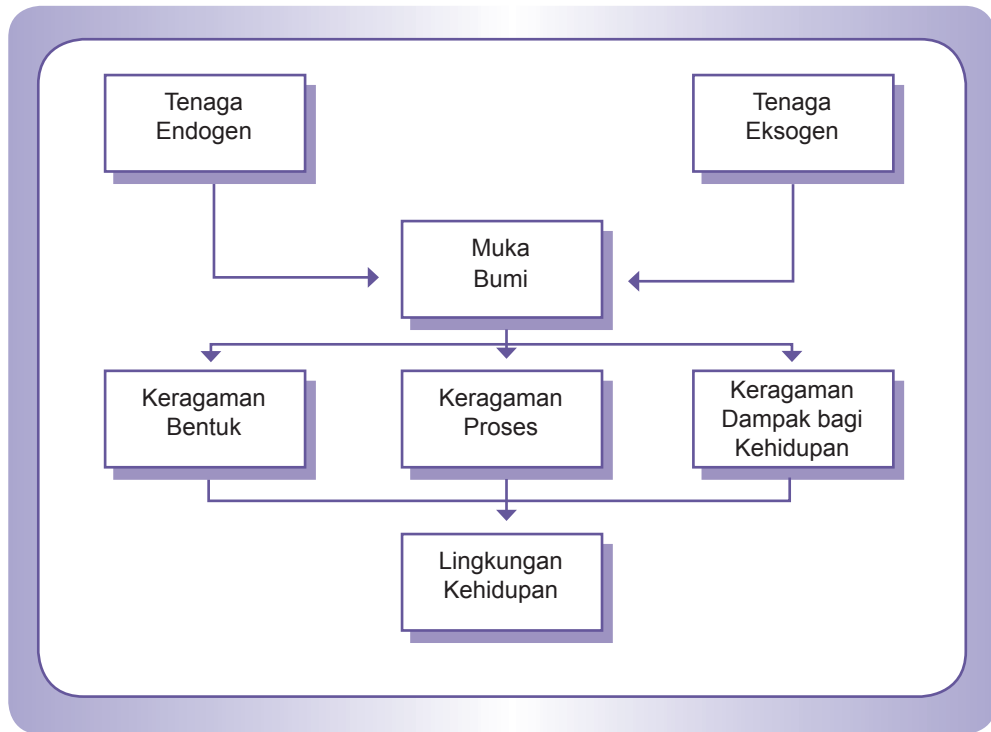 Tenaga
Endogen
Tenaga
Eksogen
Muka
Bumi
Keragaman
Bentuk
Keragaman
Proses
Keragaman
Dampak bagi
Kehidupan
Lingkungan
Kehidupan